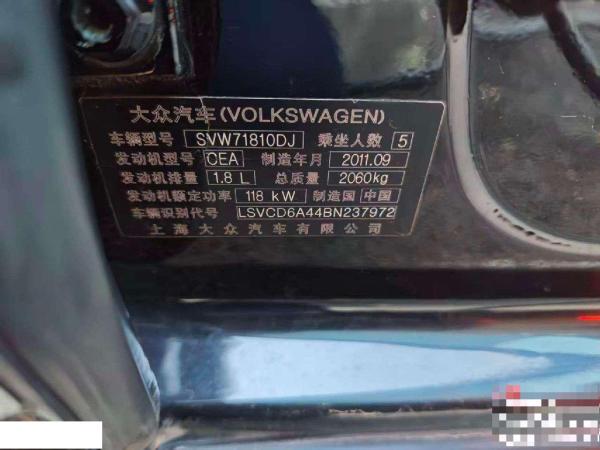 大众汽车(VOLKSWAGEN)
车辆型号 SVW71810DJ 乘坐人数 5
发动机型号 CEA 制造年月 2011.09
发动机排量 1.8 L 总质量 2060kg
发动机额定功率 118 kW 制造国 中国
车辆识别代号 LSVCD6A44BN237972
上海大众汽车有限公司